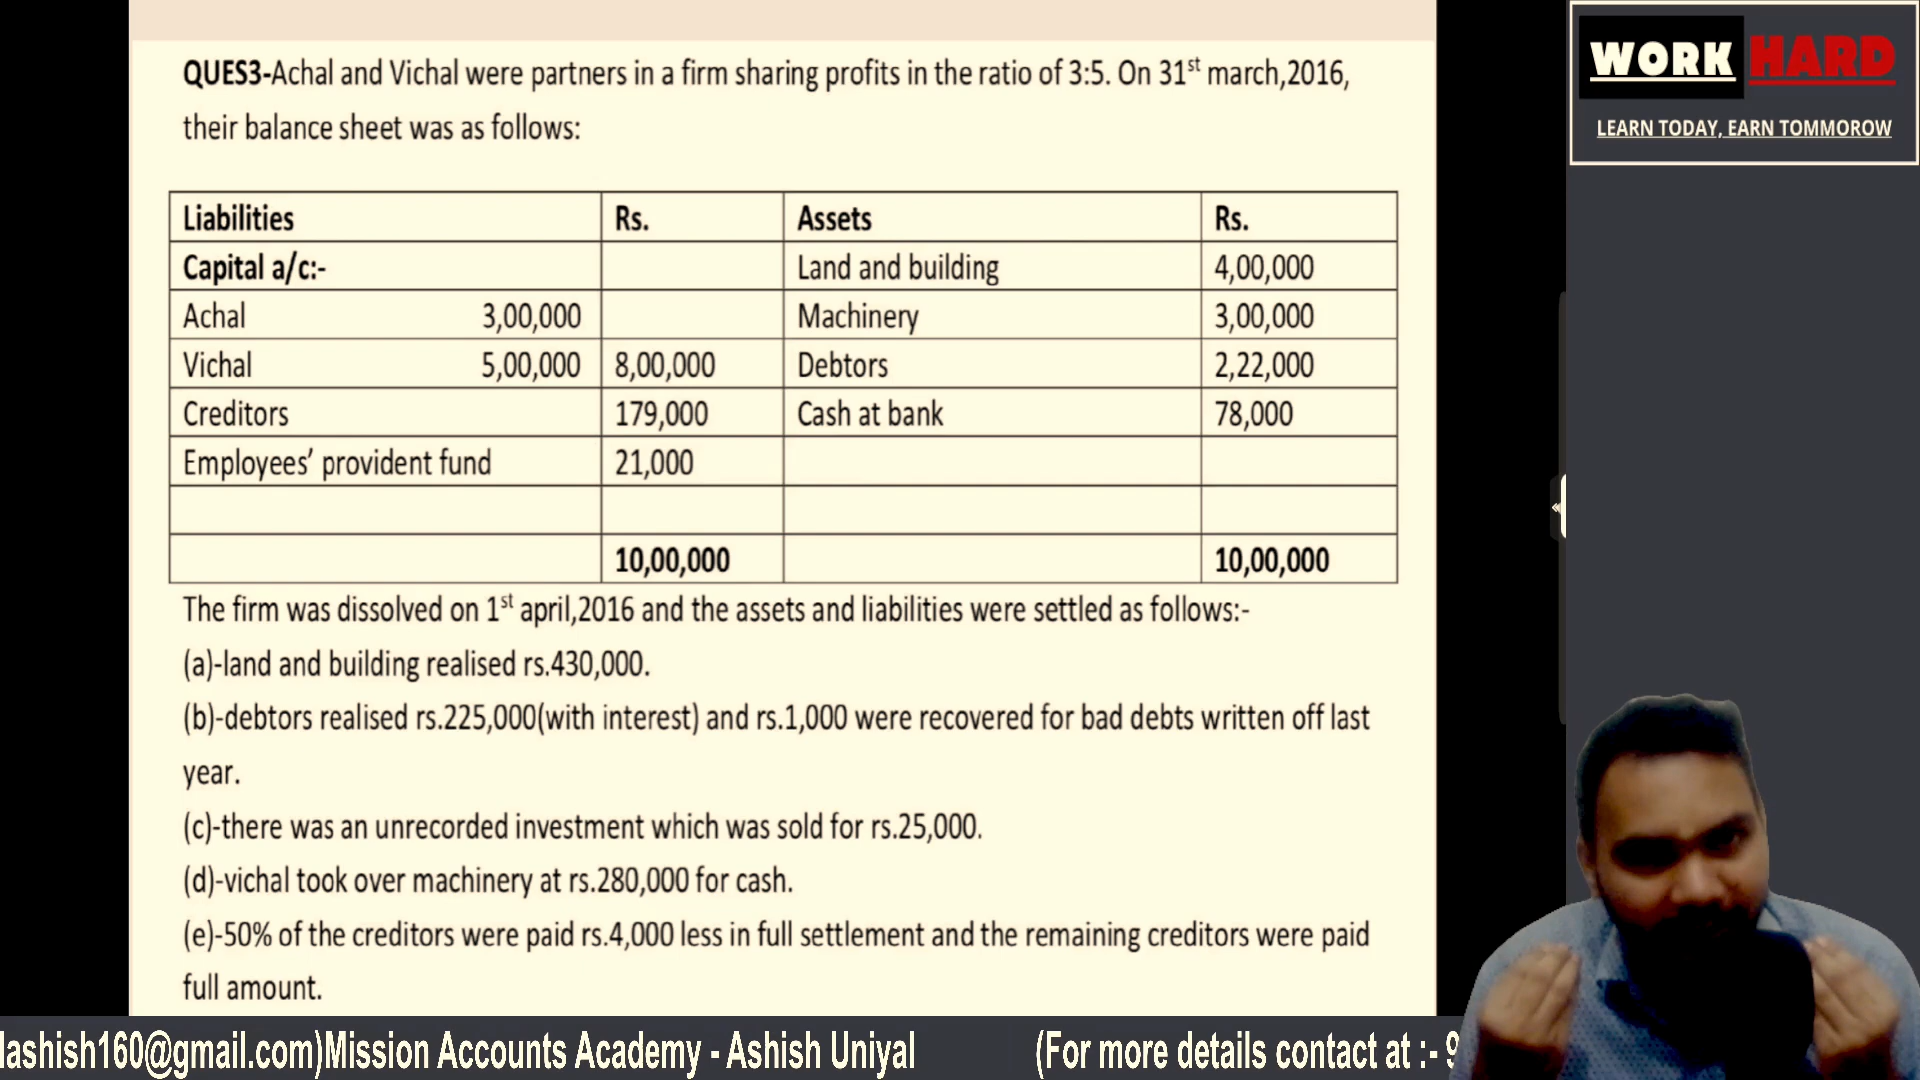 QUES3-Achal and Vichal were partners in a firm sharing profits in the ratio of 3:5. On 31st march,2016,
their balance sheet was as follows:
Liabilities Rs. Assets Rs.
Capital a/c:- Land and building 4,00,000
Achal 3,00,000 Machinery 3,00,000
Vichal 5,00,000 8,00,000 Debtors 2,22,000
Creditors 179,000 Cash at bank 78,000
Employees’ provident fund 21,000
10,00,000 10,00,000
The firm was dissolved on 1st april,2016 and the assets and liabilities were settled as follows:-
(a)-land and building realised rs.430,000.
(b)-debtors realised rs.225,000(with interest) and rs.1,000 were recovered for bad debts written off last
year.
(c)-there was an unrecorded investment which was sold for rs.25,000.
(d)-vichal took over machinery at rs.280,000 for cash.
(e)-50% of the creditors were paid rs.4,000 less in full settlement and the remaining creditors were paid
full amount.
WORK HARD
LEARN TODAY, EARN TOMMOROW
lashish160@gmail.com)Mission Accounts Academy - Ashish Uniyal (For more details contact at :- 9